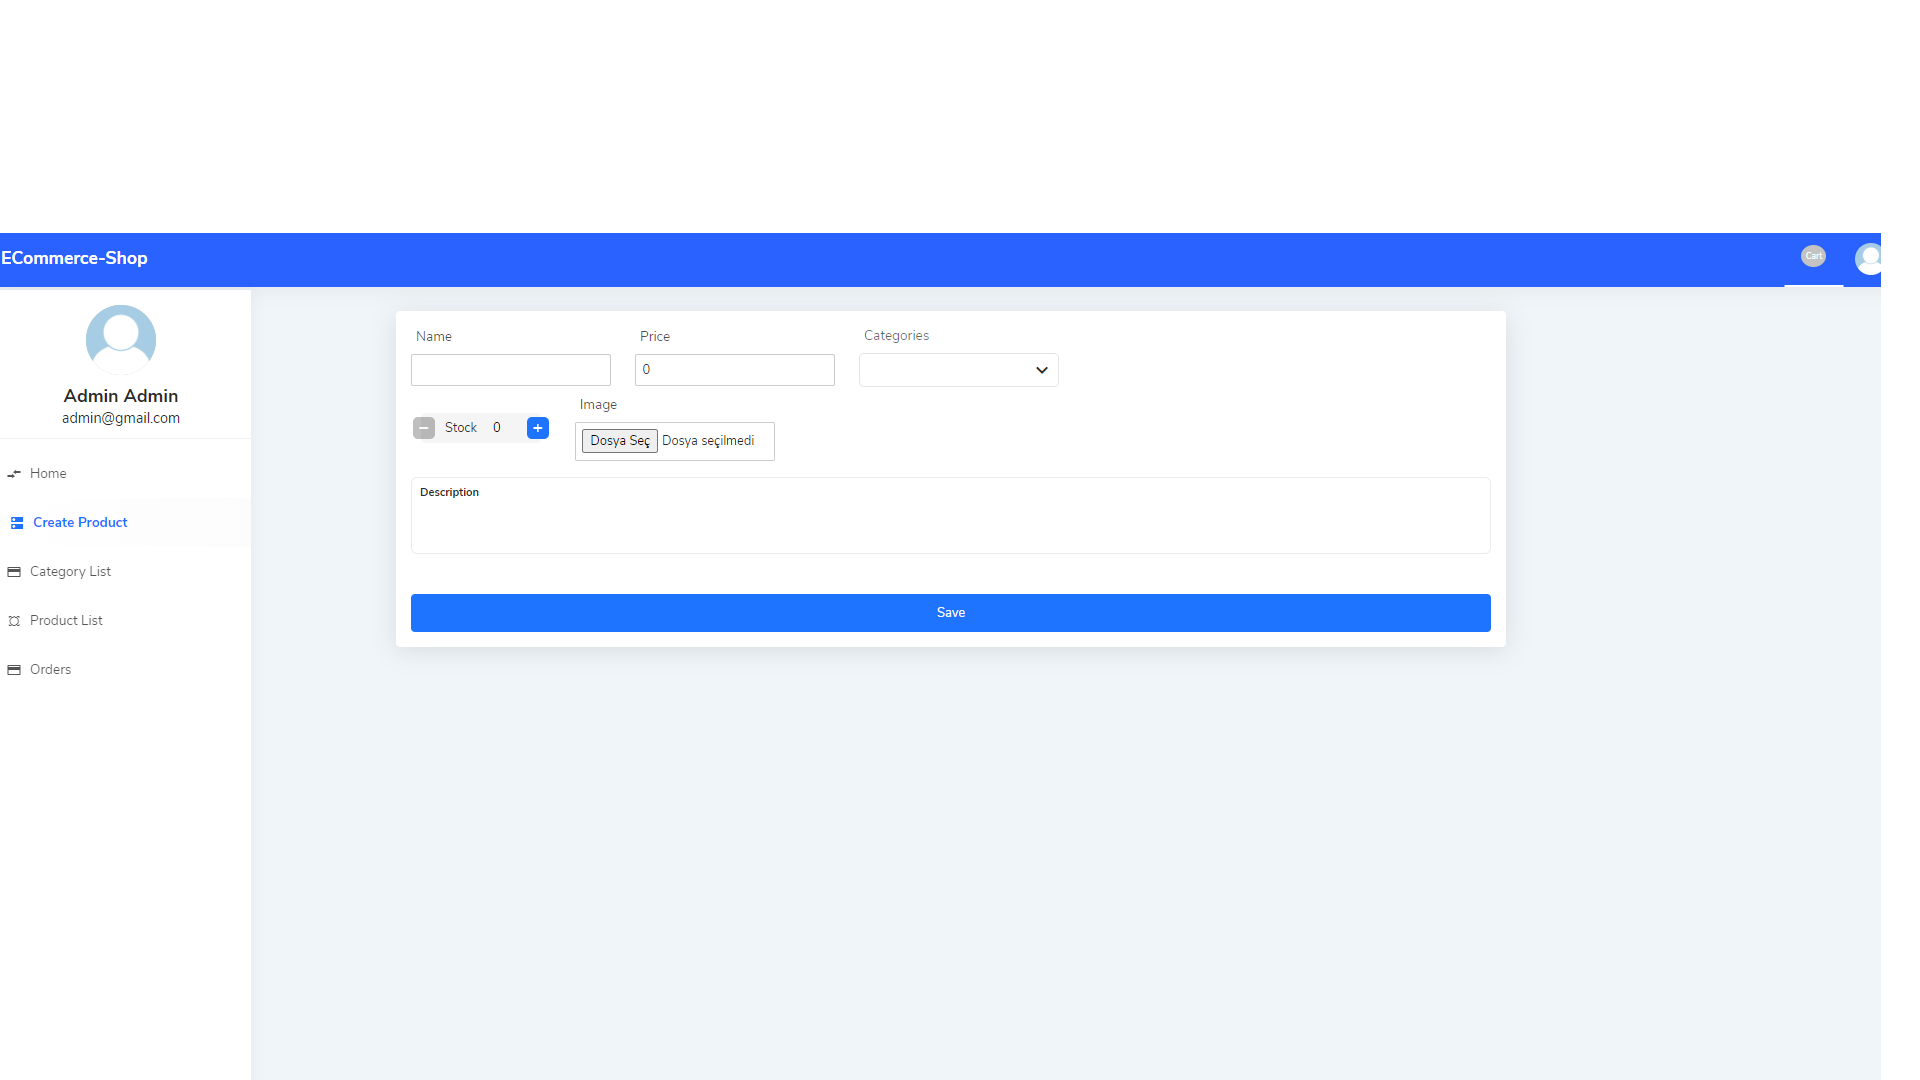 ECommerce-Shop
Cart
Admin Admin
admin@gmail.com
Home
Create Product
Category List
Product List
Orders
Name
Price
Categories
0
Stock 0
Image
Dosya Seç Dosya seçilmedi
Description
Save